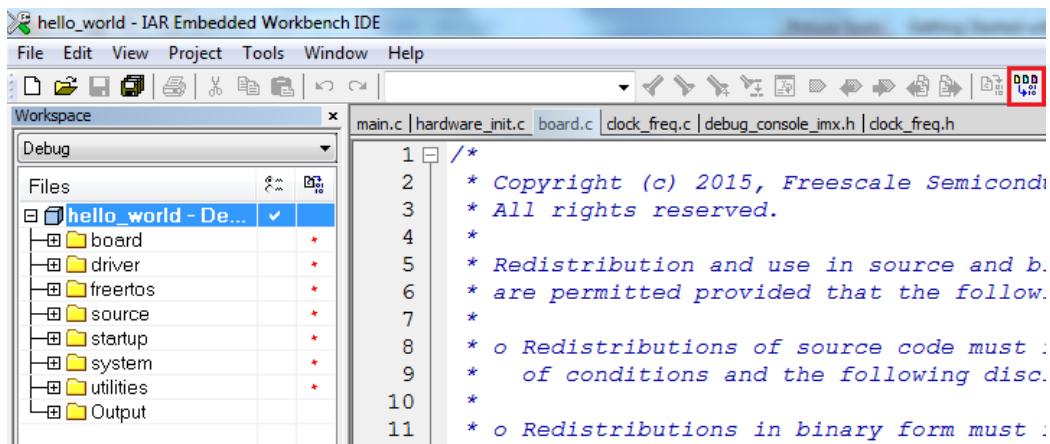 hello_world - IAR Embedded Workbench IDE
File Edit View Project Tools Window Help
Workspace x
main.c | hardware_init.c board.c clock_freq.c | debug_console_imx.h | clock_freq.h
Debug
Files
hello_world - De...
board
driver
freertos
source
startup
system
utilities
Output
1 /*
2 * Copyright (c) 2015, Freescale Semicond
3 * All rights reserved.
4 *
5 * Redistribution and use in source and b
6 * are permitted provided that the follow
7 *
8 * o Redistributions of source code must
9 * of conditions and the following disc
10 *
11 * o Redistributions in binary form must